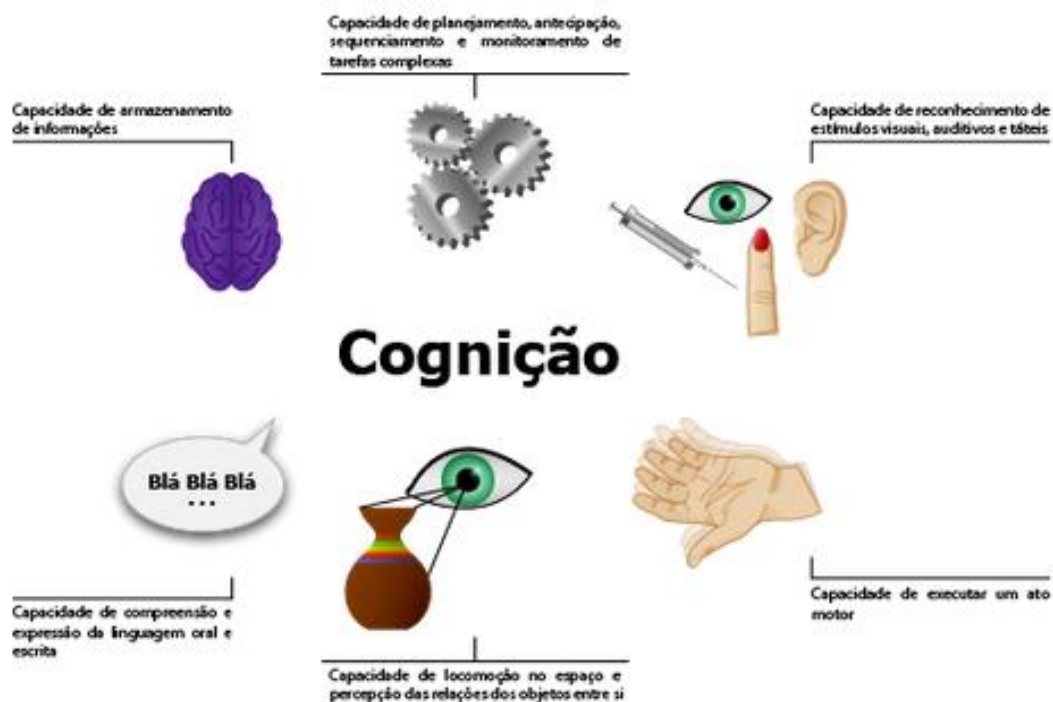 Capacidade de planejamento, antecipação,
sequenciamento e monitoramento de
tarefas complexas
Capacidade de armazenamento
de informações
Capacidade de reconhecimento de
estímulos visuais, auditivos e táteis
Cognição
Blá Blá Blá
...
Capacidade de compreensão e
expressão da linguagem oral e
escrita
Capacidade de locomoção no espaço e
percepção das relações dos objetos entre si
Capacidade de executar um ato
motor